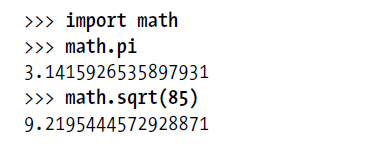 >>> import math
>>> math.pi
3.1415926535897931
>>> math.sqrt(85)
9.2195444572928871